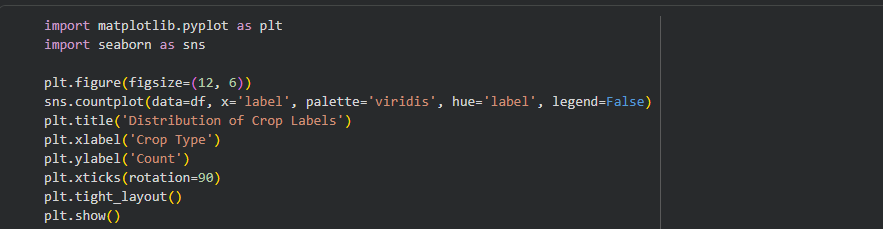 import matplotlib.pyplot as plt
import seaborn as sns
plt.figure(figsize=(12, 6))
sns.countplot(data=df, x='label', palette='viridis', hue='label', legend=False)
plt.title('Distribution of Crop Labels')
plt.xlabel('Crop Type')
plt.ylabel('Count')
plt.xticks(rotation=90)
plt.tight_layout()
plt.show()